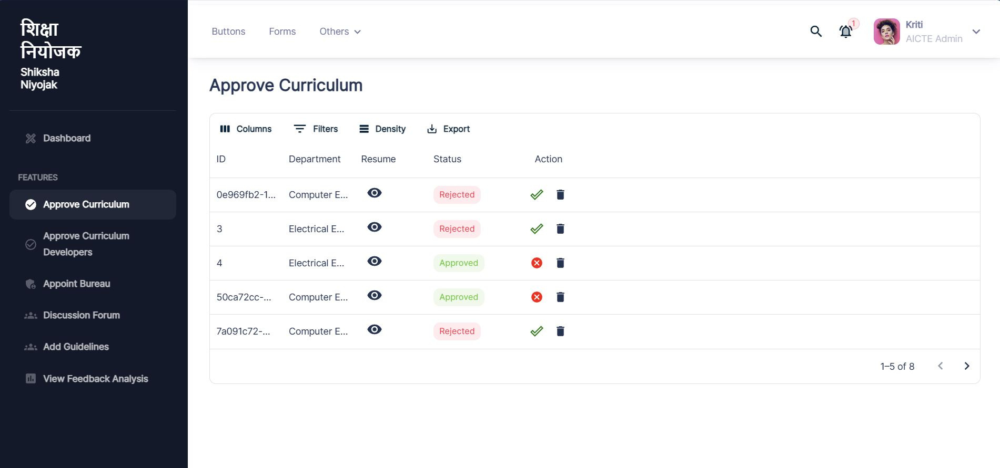 शिक्षा
नियोजक
Shiksha
Niyojak
Dashboard
FEATURES
Approve Curriculum
Approve Curriculum
Developers
Appoint Bureau
Discussion Forum
Add Guidelines
View Feedback Analysis
Buttons Forms Others
1
Kriti
AICTE Admin
Approve Curriculum
Columns Filters Density Export
ID Department Resume Status Action
0e969fb2-1... Computer E... Rejected
3 Electrical E... Rejected
4 Electrical E... Approved
50ca72cc-... Computer E... Approved
7a091c72-... Computer E... Rejected
1–5 of 8